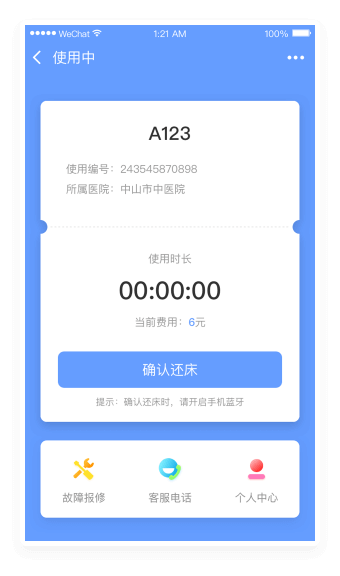 WeChat 1:21 AM 100%
使用中
A123
使用编号：243545870898
所属医院：中山市中医院
使用时长
00:00:00
当前费用：6元
确认还床
提示：确认还床时，请开启手机蓝牙
故障报修 客服电话 个人中心